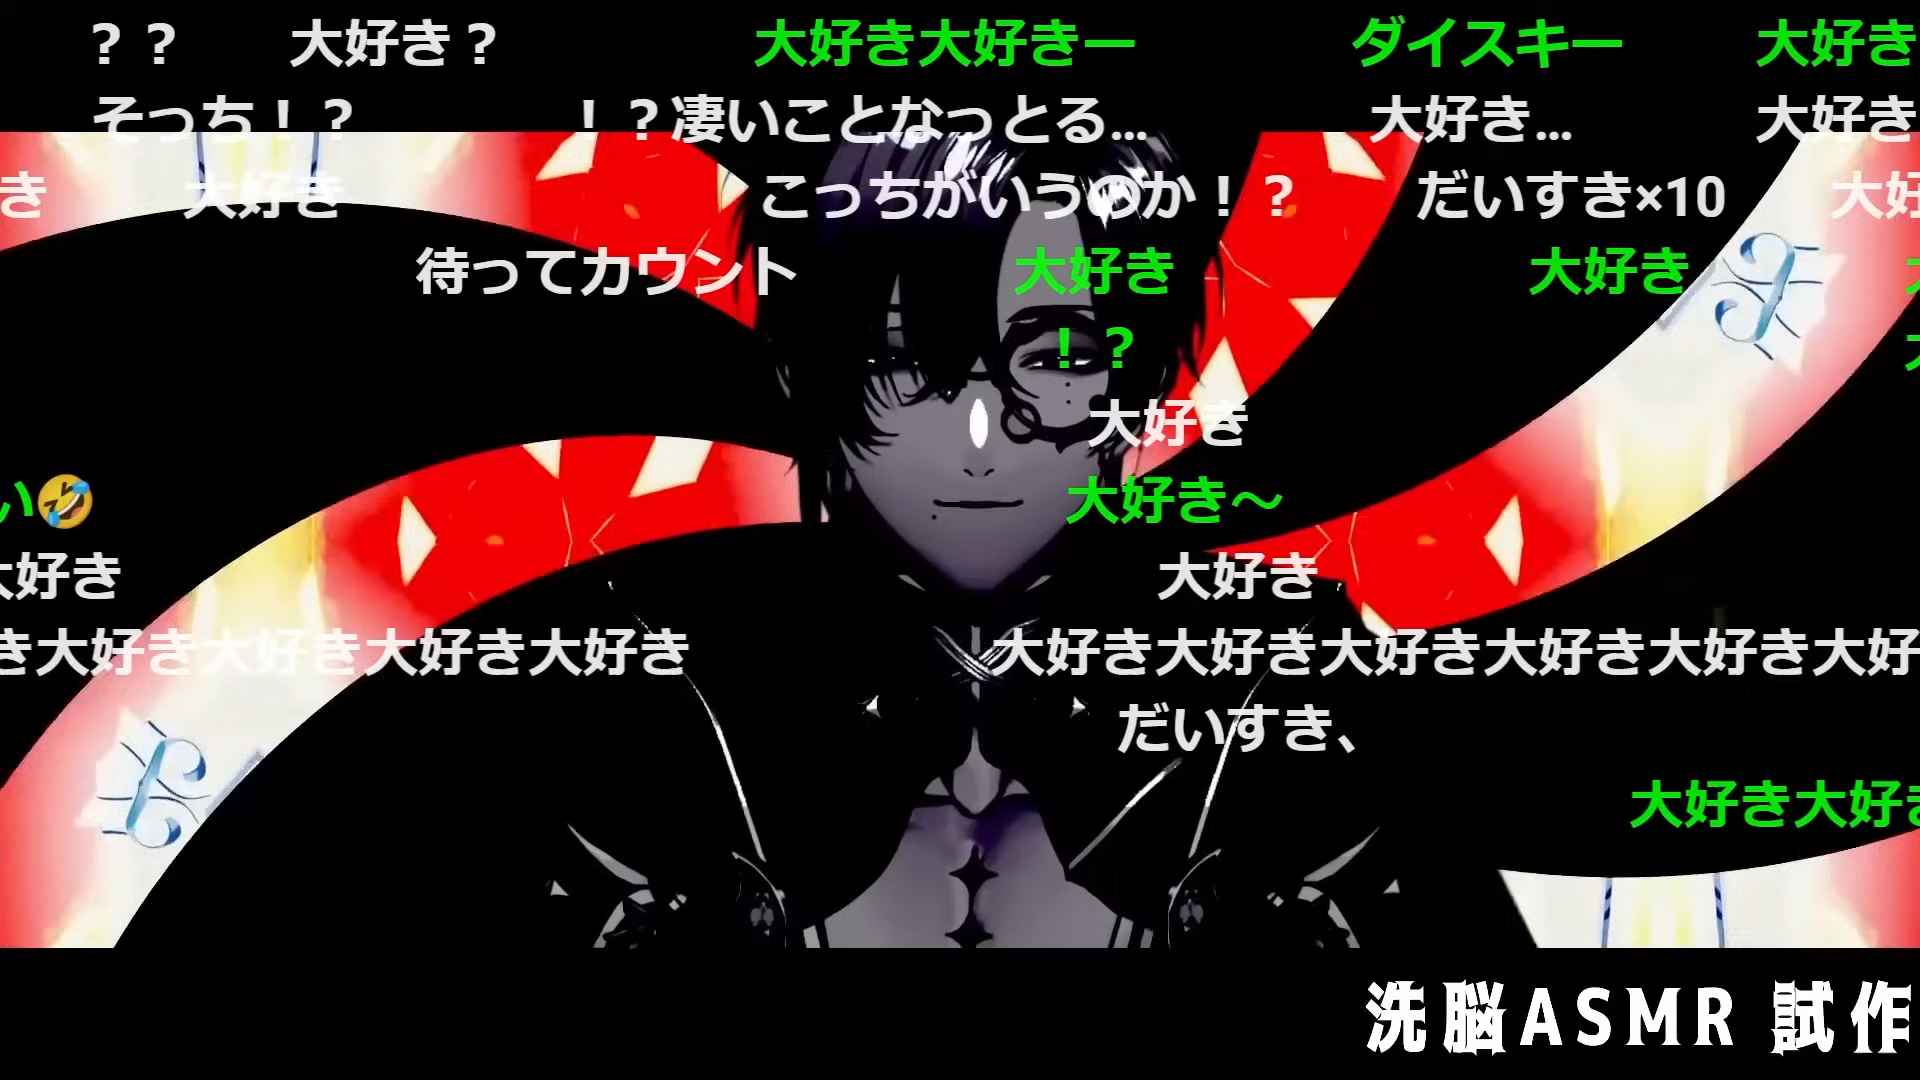 ？？ 大好き？ 大好き大好きー ダイスキー 大好き
そっち！？ ！？凄いことなっとる... 大好き... 大好き
き 大好き こっちがいうのか！？ だいすき×10 大好
待ってカウント 大好き 大好き
！？
大好き
い🤣 大好き～
大好き 大好き
き大好き大好き大好き大好き 大好き大好き大好き大好き大好き大好
だいすき、
大好き大好き
洗脳ASMR 試作